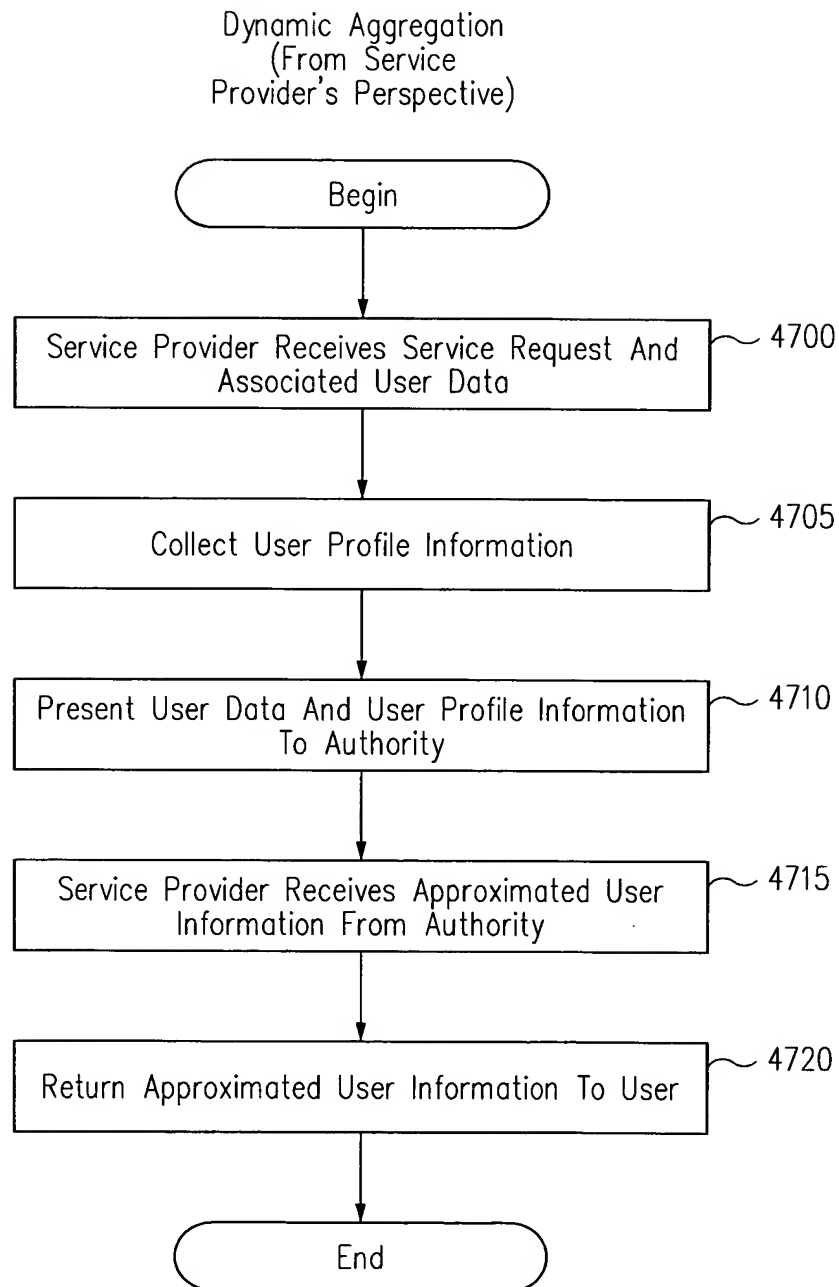 Dynamic Aggregation
(From Service
Provider's Perspective)
Begin
Service Provider Receives Service Request And
Associated User Data
4700
Collect User Profile Information
4705
Present User Data And User Profile Information
To Authority
4710
Service Provider Receives Approximated User
Information From Authority
4715
Return Approximated User Information To User
4720
End